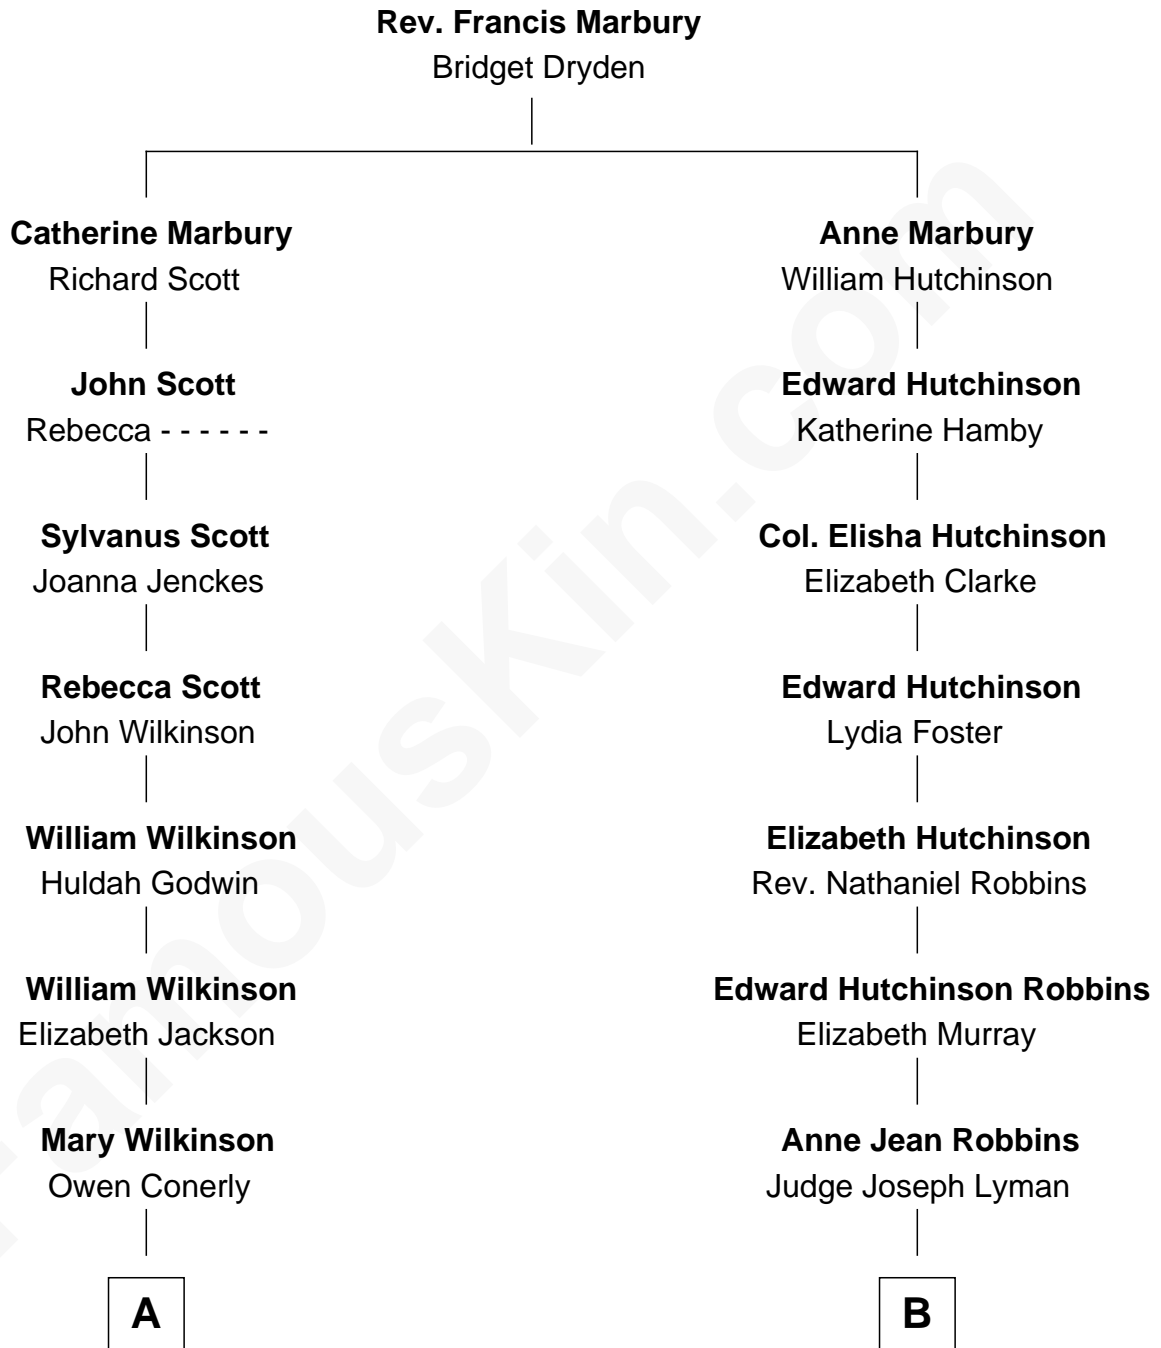 Rev. Francis Marbury
Bridget Dryden
Catherine Marbury
Richard Scott
Anne Marbury
William Hutchinson
John Scott
Rebecca - - - - - -
Edward Hutchinson
Katherine Hamby
Sylvanus Scott
Joanna Jenckes
Col. Elisha Hutchinson
Elizabeth Clarke
Rebecca Scott
John Wilkinson
Edward Hutchinson
Lydia Foster
William Wilkinson
Huldah Godwin
Elizabeth Hutchinson
Rev. Nathaniel Robbins
William Wilkinson
Elizabeth Jackson
Edward Hutchinson Robbins
Elizabeth Murray
Mary Wilkinson
Owen Conerly
Anne Jean Robbins
Judge Joseph Lyman
A
B
FamousKin.com